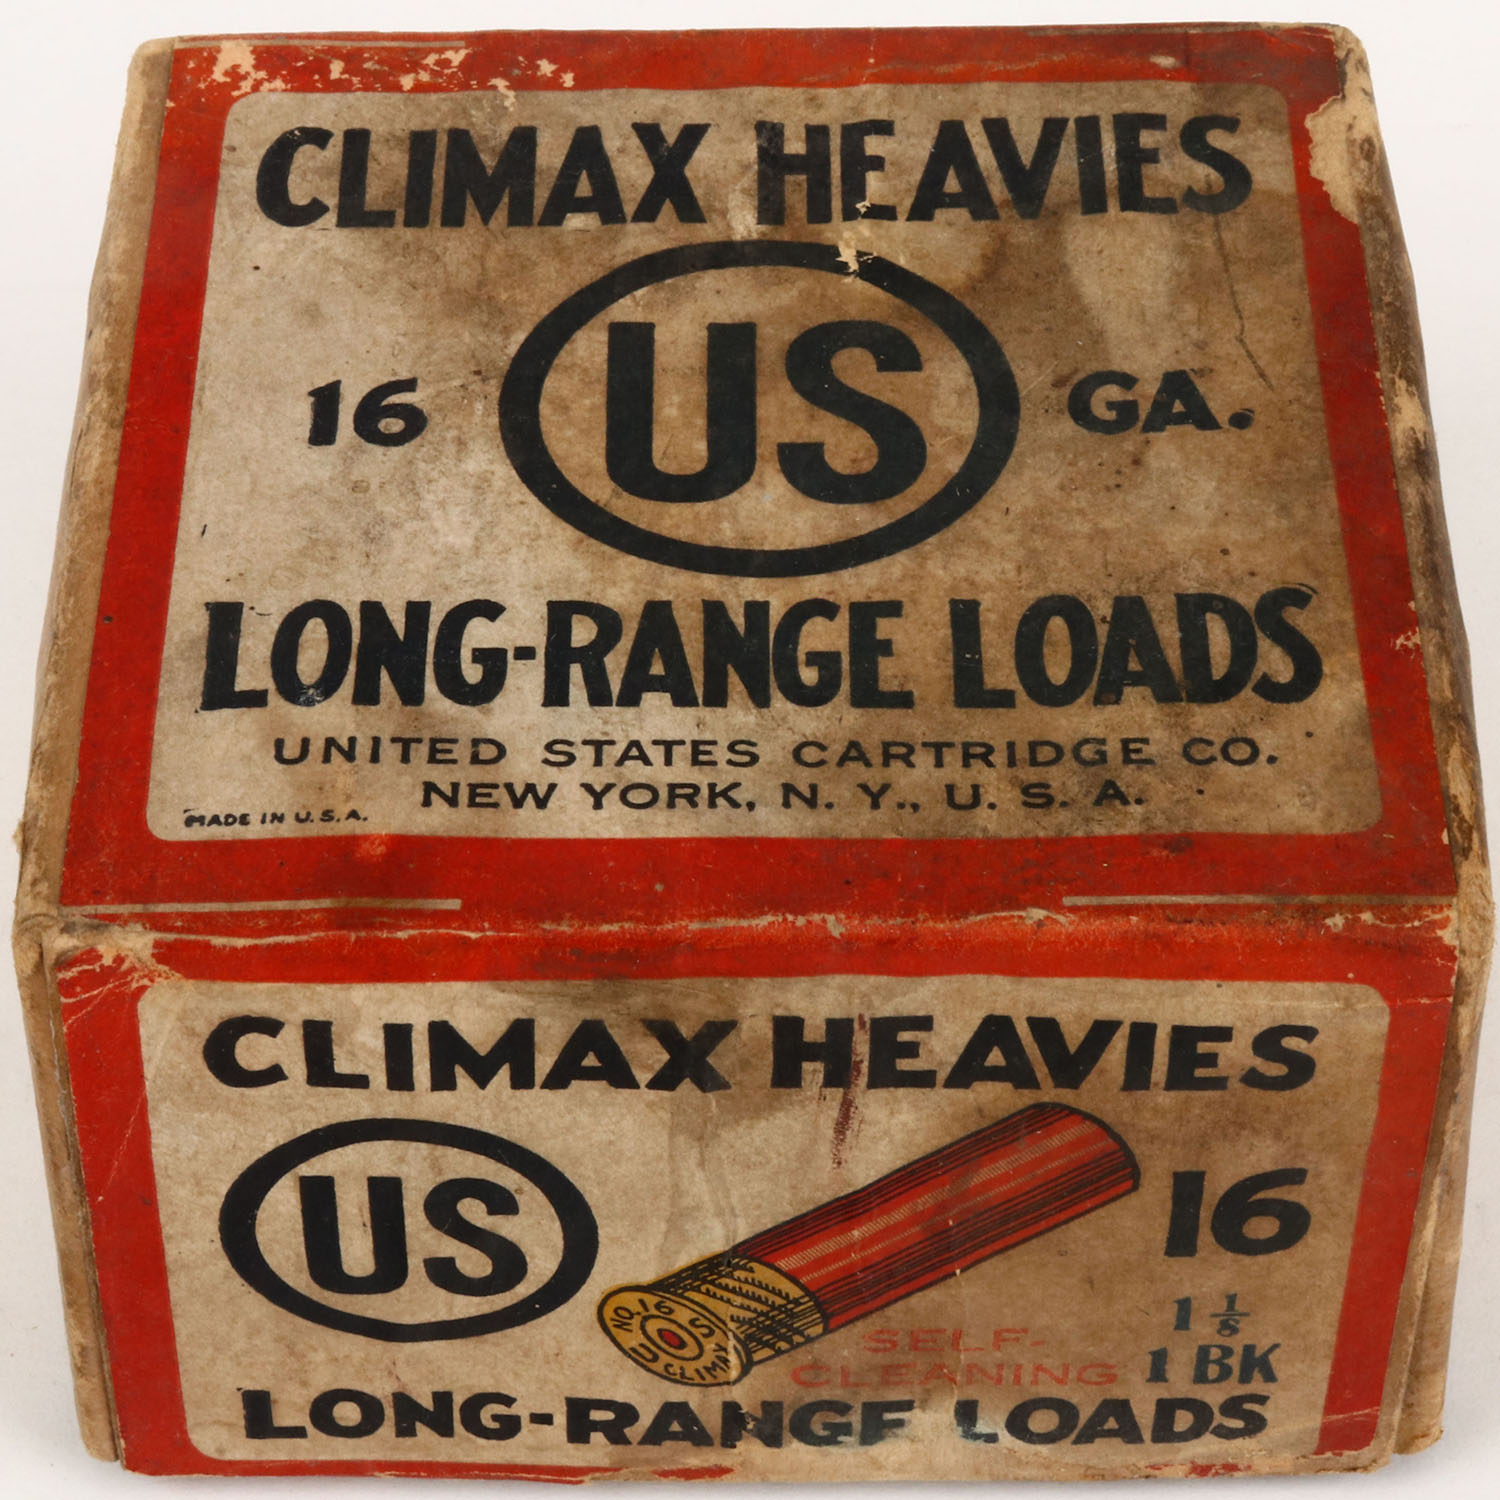 CLIMAX HEAVIES
16 US GA.
LONG-RANGE LOADS
UNITED STATES CARTRIDGE CO.
NEW YORK, N. Y., U. S. A.
MADE IN U.S.A.
CLIMAX HEAVIES
US
16
NO. 16
U S
CLIMAX
1 1/8
SELF-
CLEANING
1 BK
LONG-RANGE LOADS